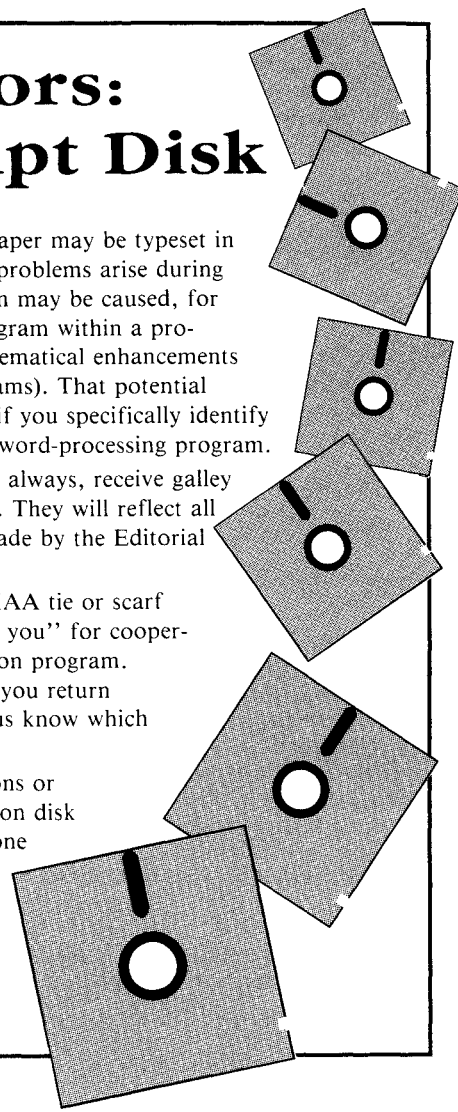 ors:
pt Disk
aper may be typeset in
problems arise during
n may be caused, for
gram within a pro-
ematical enhancements
ams). That potential
if you specifically identify
word-processing program.
always, receive galley
. They will reflect all
ade by the Editorial
AA tie or scarf
you’’ for cooper-
on program.
you return
us know which
ons or
on disk
one